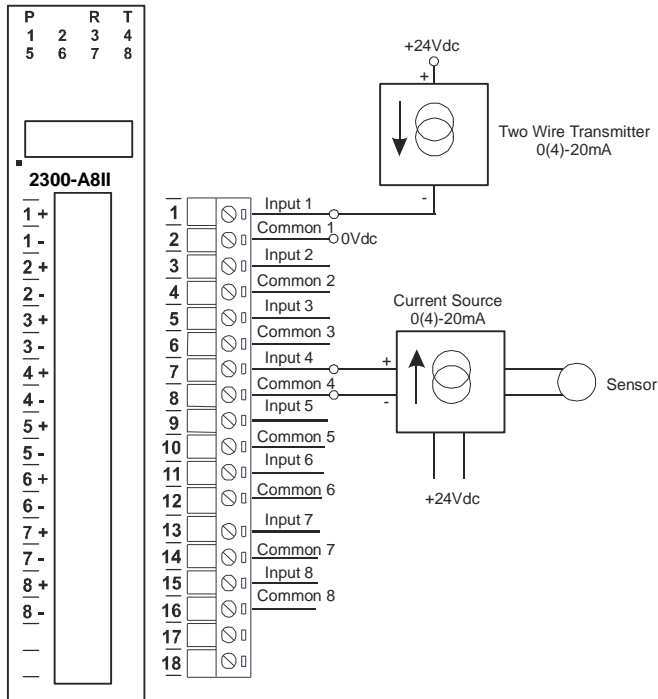 P R T
1 2 3 4
5 6 7 8
2300-A8II
1 +
1 -
2 +
2 -
3 +
3 -
4 +
4 -
5 +
5 -
6 +
6 -
7 +
7 -
8 +
8 -
1
2
3
4
5
6
7
8
9
10
11
12
13
14
15
16
17
18
Input 1
Common 1
0Vdc
Input 2
Common 2
Input 3
Common 3
Input 4
Common 4
Input 5
Common 5
Input 6
Common 6
Input 7
Common 7
Input 8
Common 8
+24Vdc
+
-
Two Wire Transmitter
0(4)-20mA
Current Source
0(4)-20mA
+
-
Sensor
+24Vdc